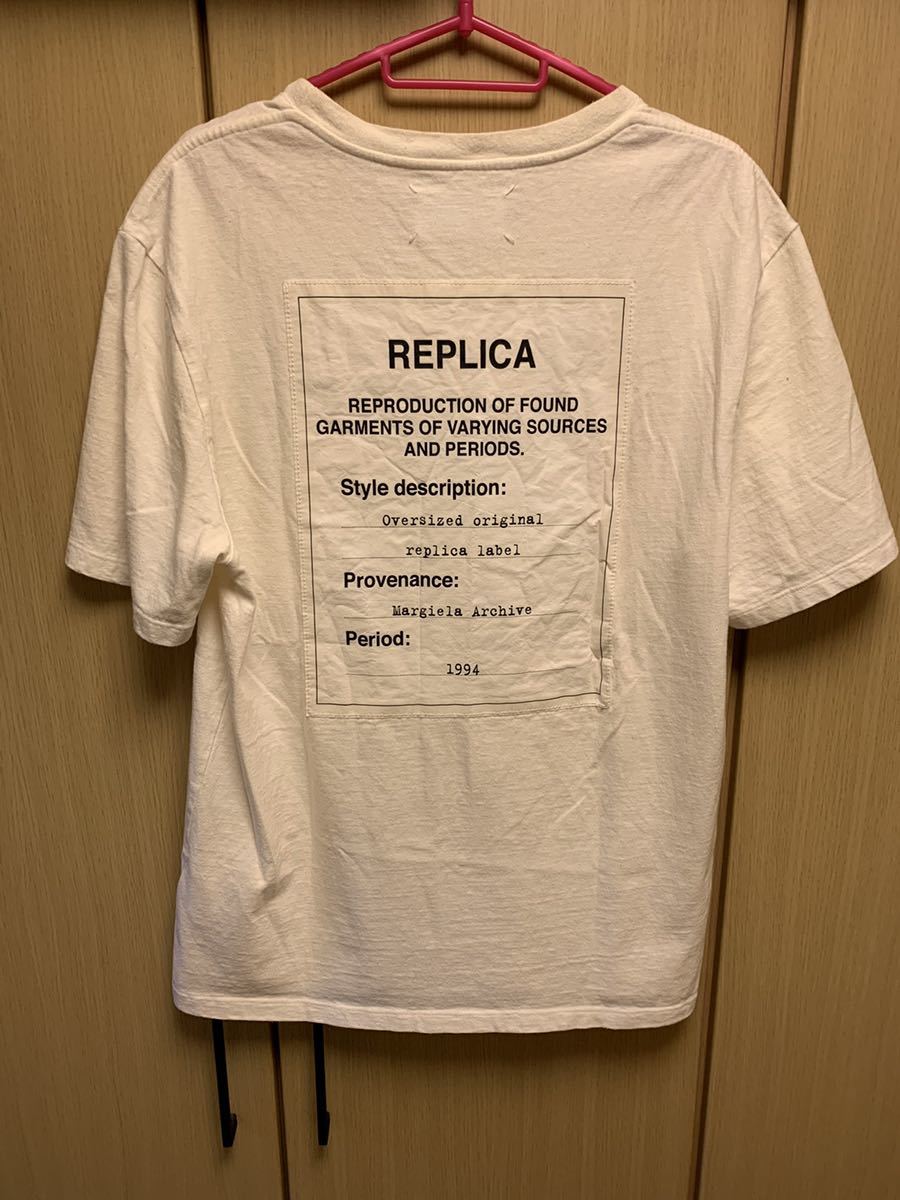 REPLICA
REPRODUCTION OF FOUND
GARMENTS OF VARYING SOURCES
AND PERIODS.
Style description:
Oversized original
replica label
Provenance:
Margiela Archive
Period:
1994